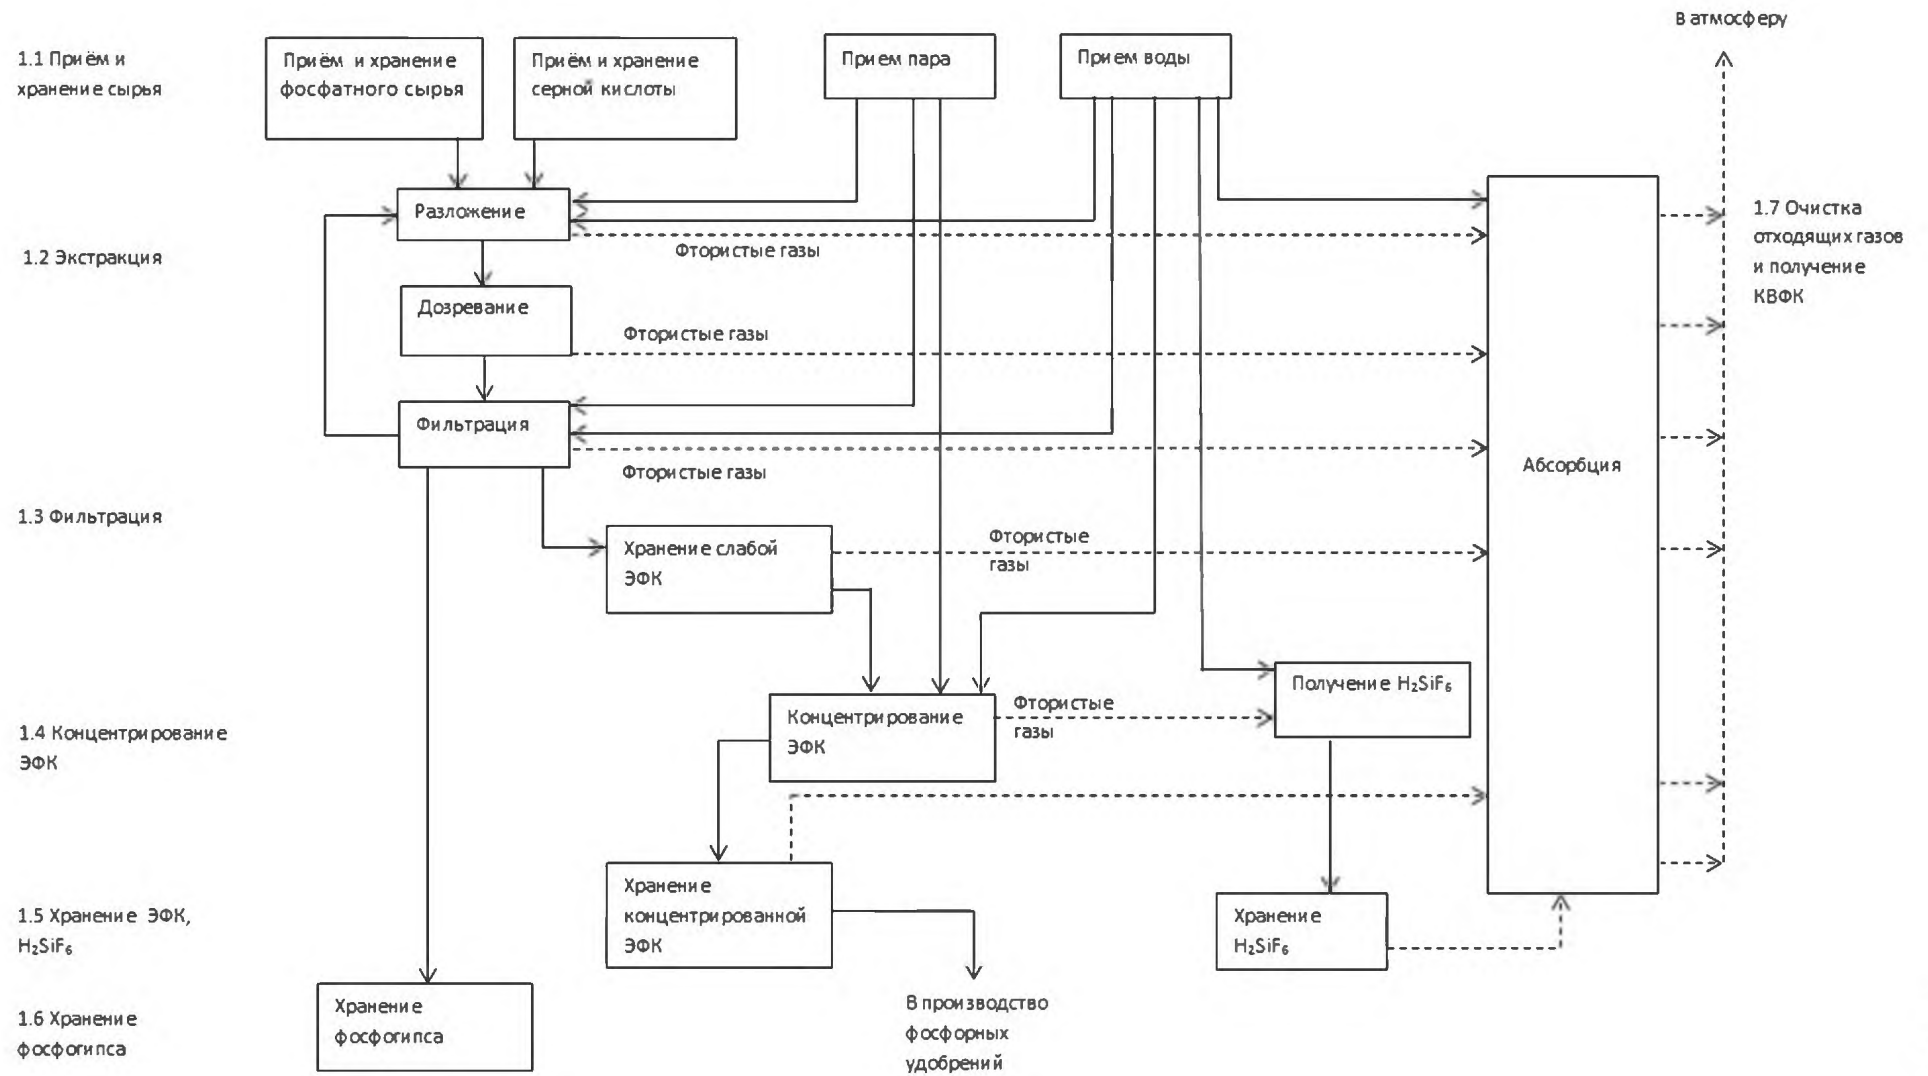 В атмосферу
1.1 Приём и
хранение сырья
Приём и хранение
фосфатного сырья
Приём и хранение
серной кислоты
Прием пара
Прием воды
Разложение
1.2 Экстракция
Фтористые газы
1.7 Очистка
отходящих газов
и получение
КВФК
Дозревание
Фтористые газы
Фильтрация
Фтористые газы
Абсорбция
1.3 Фильтрация
Хранение слабой
ЭФК
Фтористые
газы
Получение H₂SiF₆
1.4 Концентрирование
ЭФК
Концентрирование
ЭФК
Фтористые
газы
1.5 Хранение ЭФК,
H₂SiF₆
Хранение
концентрированной
ЭФК
Хранение
H₂SiF₆
1.6 Хранение
фосфогипса
Хранение
фосфогипса
В производство
фосфорных
удобрений